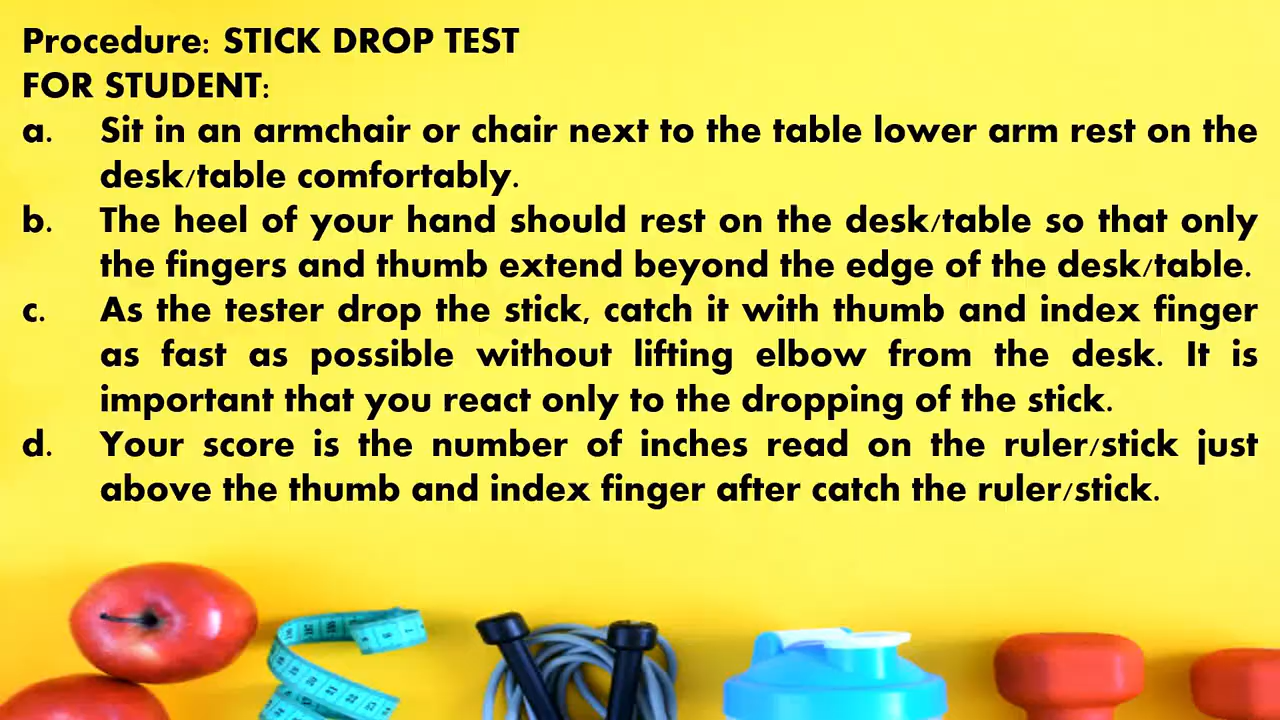 Procedure: STICK DROP TEST
FOR STUDENT:
a. Sit in an armchair or chair next to the table lower arm rest on the
desk/table comfortably.
b. The heel of your hand should rest on the desk/table so that only
the fingers and thumb extend beyond the edge of the desk/table.
c. As the tester drop the stick, catch it with thumb and index finger
as fast as possible without lifting elbow from the desk. It is
important that you react only to the dropping of the stick.
d. Your score is the number of inches read on the ruler/stick just
above the thumb and index finger after catch the ruler/stick.